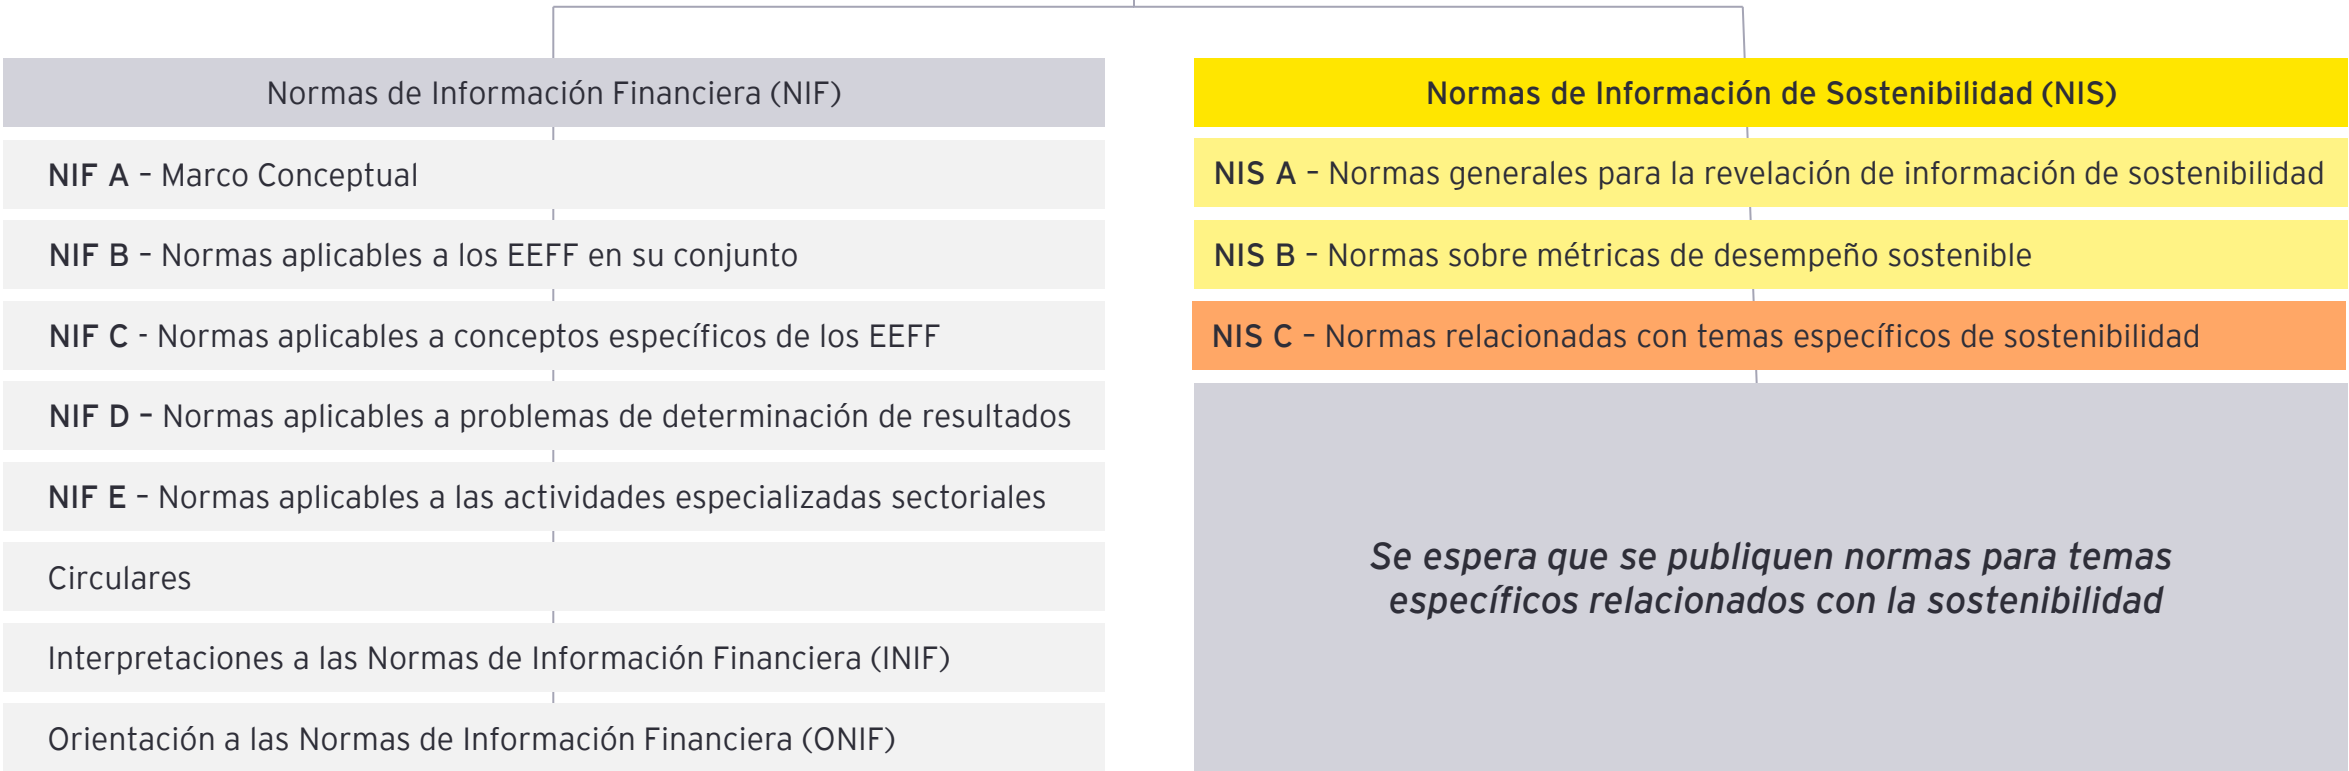 Normas de Información Financiera (NIF)
NIF A – Marco Conceptual
NIF B – Normas aplicables a los EEFF en su conjunto
NIF C - Normas aplicables a conceptos específicos de los EEFF
NIF D – Normas aplicables a problemas de determinación de resultados
NIF E – Normas aplicables a las actividades especializadas sectoriales
Circulares
Interpretaciones a las Normas de Información Financiera (INIF)
Orientación a las Normas de Información Financiera (ONIF)
Normas de Información de Sostenibilidad (NIS)
NIS A – Normas generales para la revelación de información de sostenibilidad
NIS B – Normas sobre métricas de desempeño sostenible
NIS C – Normas relacionadas con temas específicos de sostenibilidad
Se espera que se publiquen normas para temas
específicos relacionados con la sostenibilidad